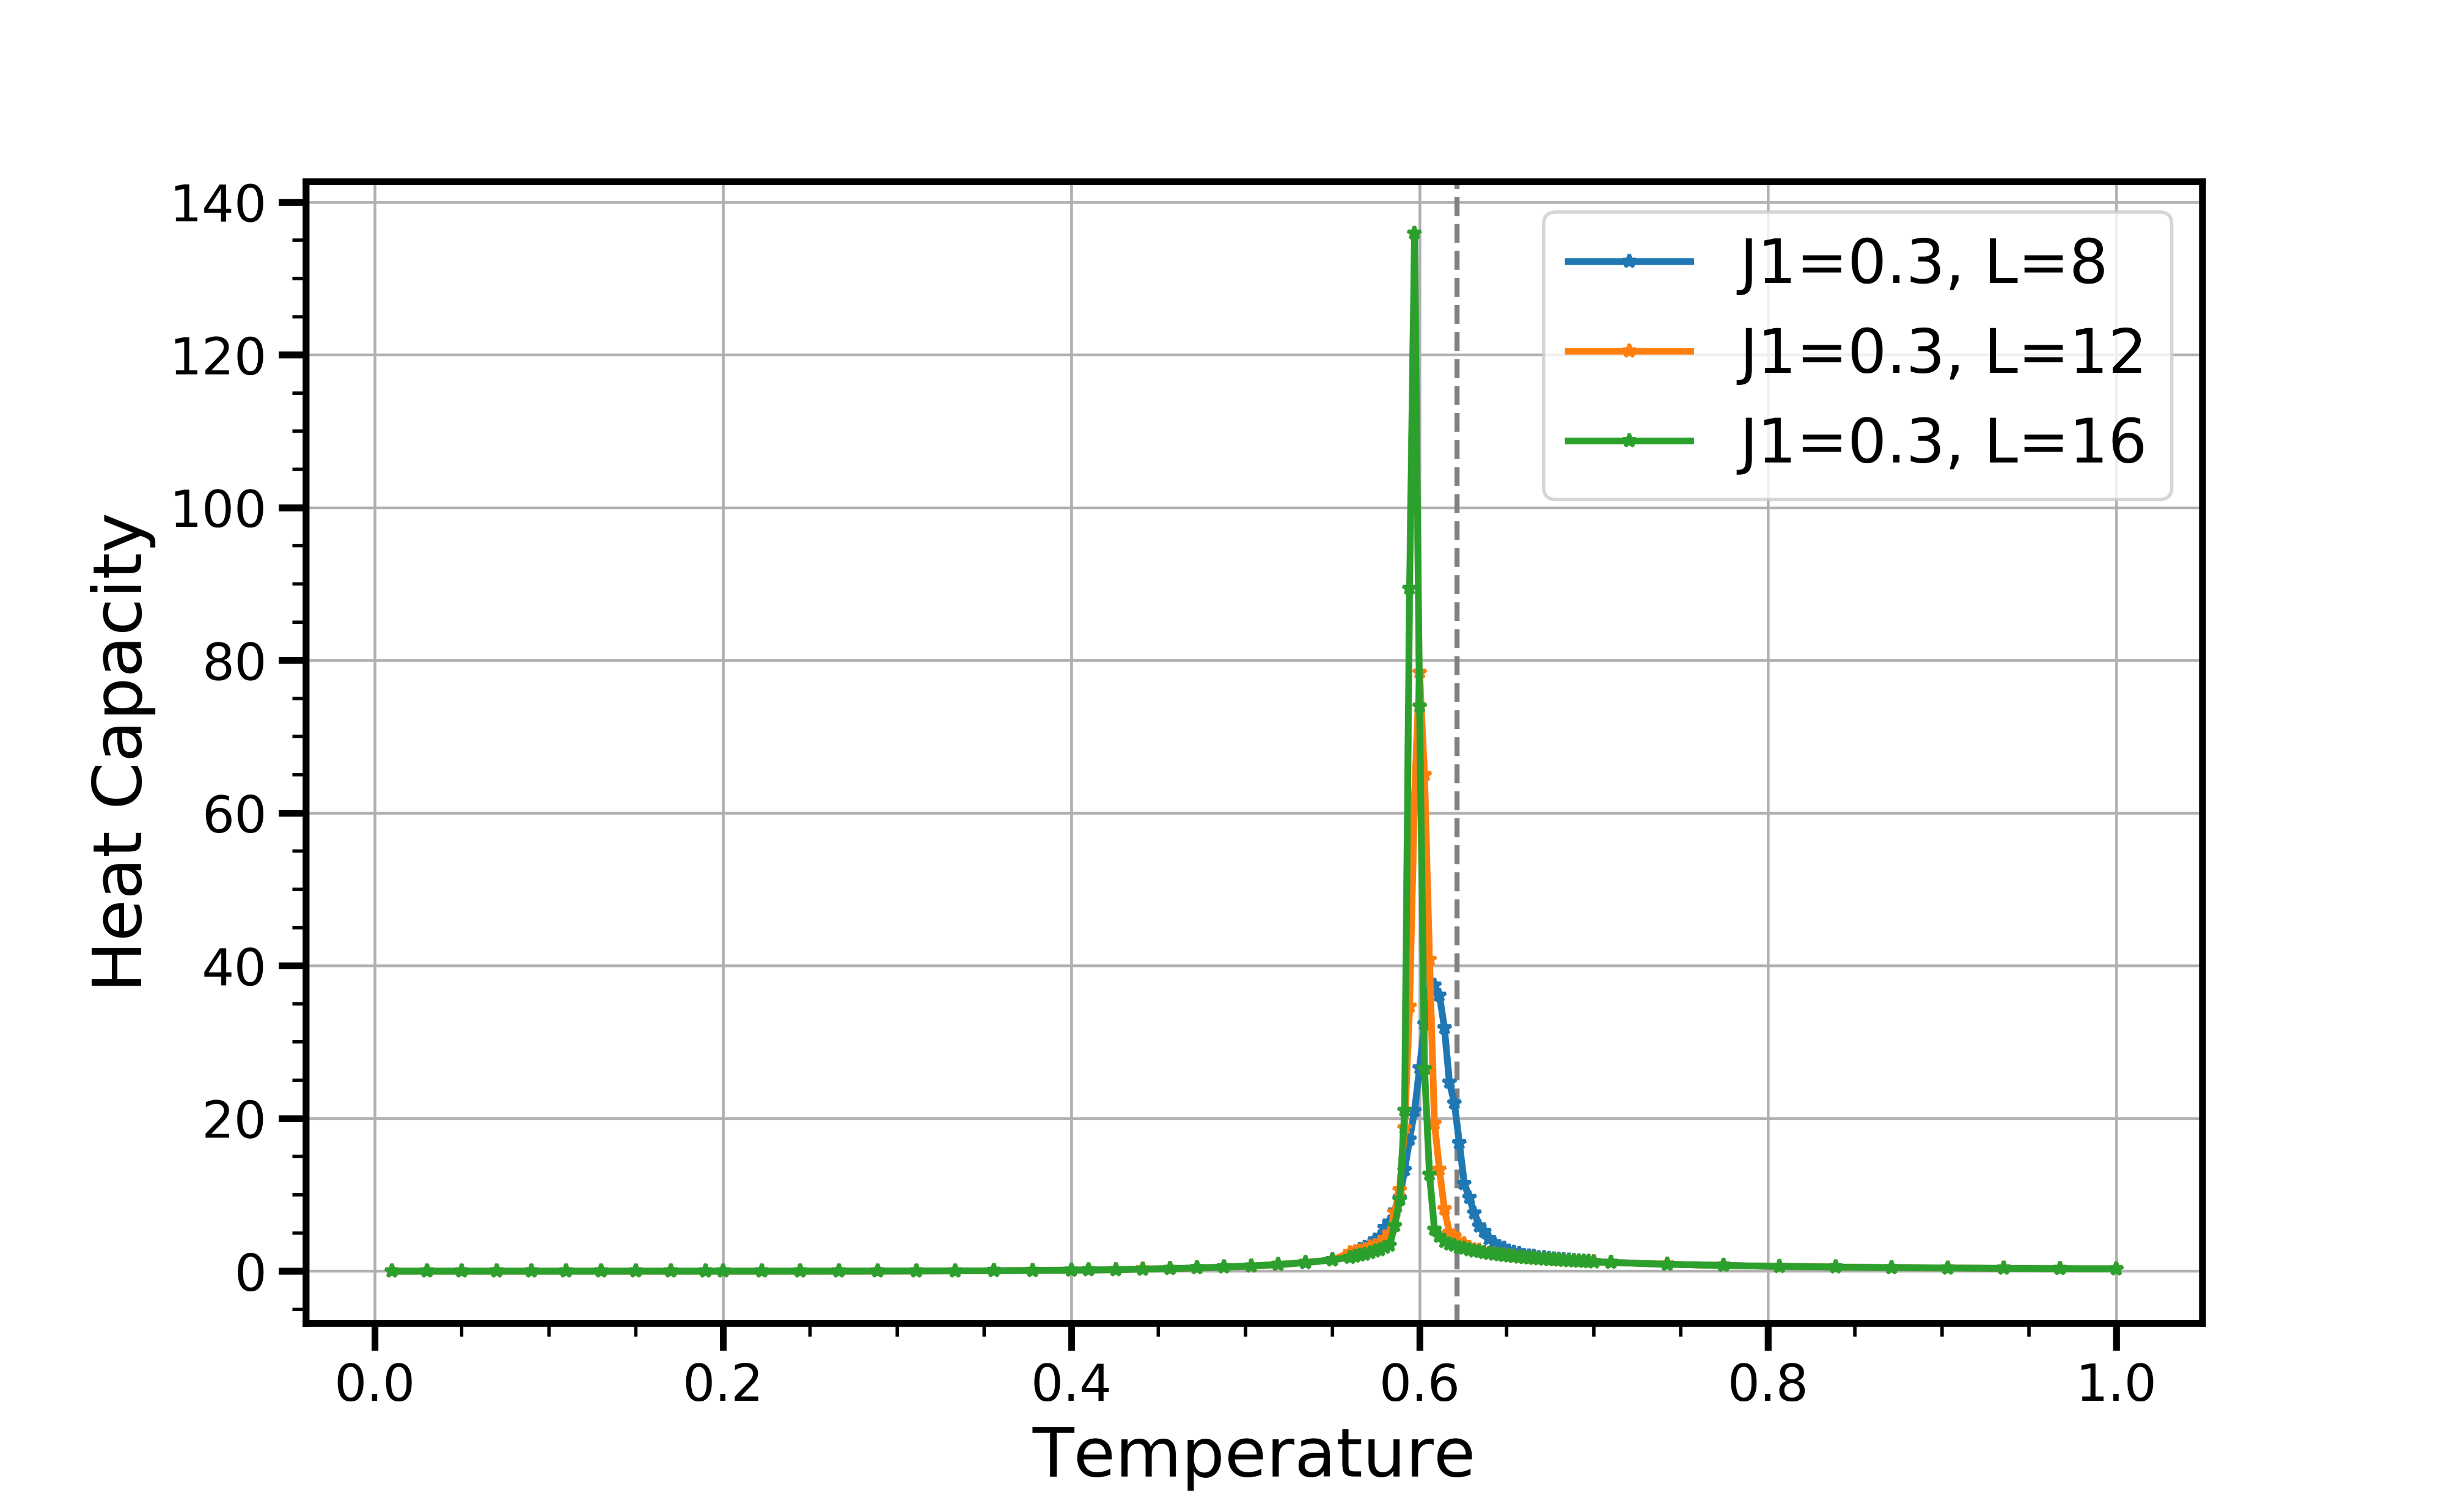 140
120
100
80
60
40
20
0
Heat Capacity
J1=0.3, L=8
J1=0.3, L=12
J1=0.3, L=16
0.0 0.2 0.4 0.6 0.8 1.0
Temperature